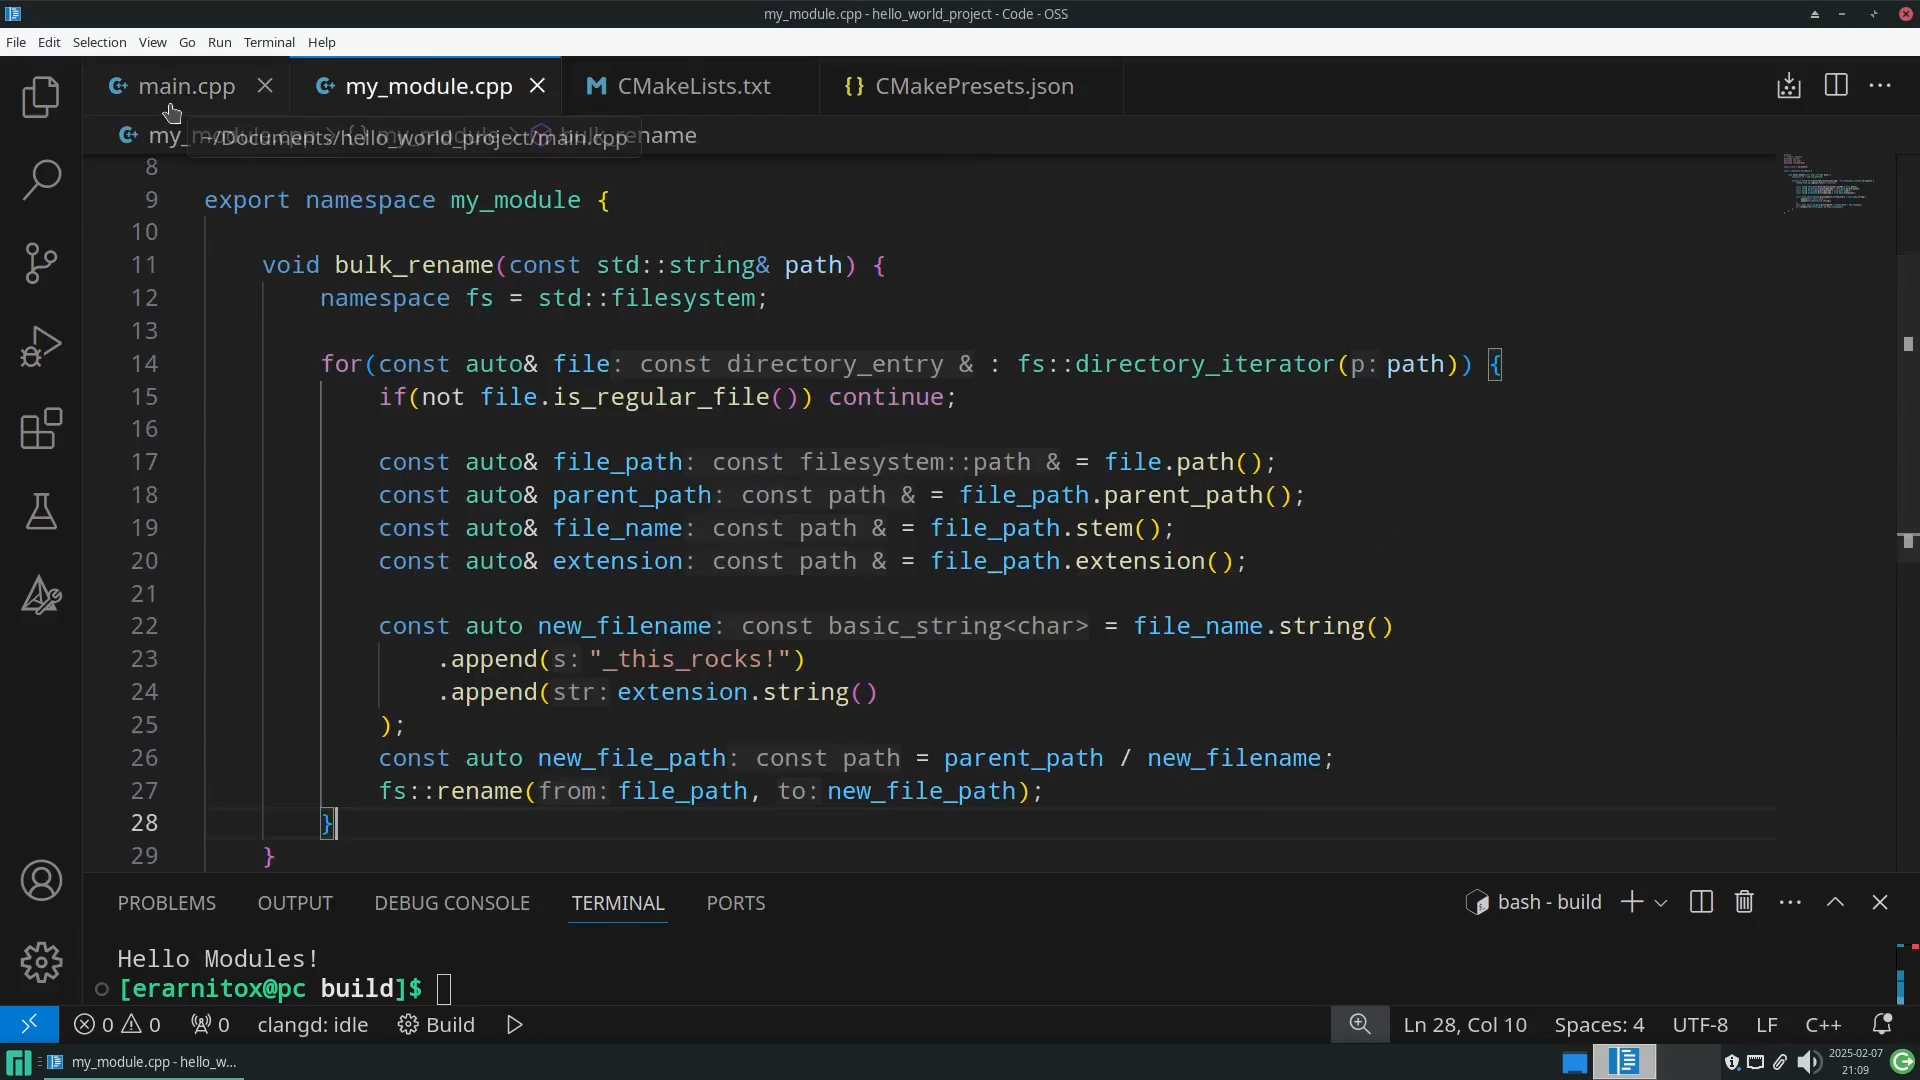 my_module.cpp - hello_world_project - Code - OSS
File Edit Selection View Go Run Terminal Help
main.cpp my_module.cpp CMakeLists.txt {} CMakePresets.json
my_module.cpp > {} my_module > bulk_rename
~/Documents/hello_world_project/main.cpp
8
9 export namespace my_module {
10
11 void bulk_rename(const std::string& path) {
12 namespace fs = std::filesystem;
13
14 for(const auto& file: const directory_entry & : fs::directory_iterator(p: path)) {
15 if(not file.is_regular_file()) continue;
16
17 const auto& file_path: const filesystem::path & = file.path();
18 const auto& parent_path: const path & = file_path.parent_path();
19 const auto& file_name: const path & = file_path.stem();
20 const auto& extension: const path & = file_path.extension();
21
22 const auto new_filename: const basic_string<char> = file_name.string()
23 .append(s: "_this_rocks!")
24 .append(str: extension.string()
25 );
26 const auto new_file_path: const path = parent_path / new_filename;
27 fs::rename(from: file_path, to: new_file_path);
28 }
29 }
PROBLEMS OUTPUT DEBUG CONSOLE TERMINAL PORTS bash - build
Hello Modules!
[erarnitox@pc build]$
0 0 0 clangd: idle Build Ln 28, Col 10 Spaces: 4 UTF-8 LF C++
my_module.cpp - hello_w... 2025-02-07
21:09